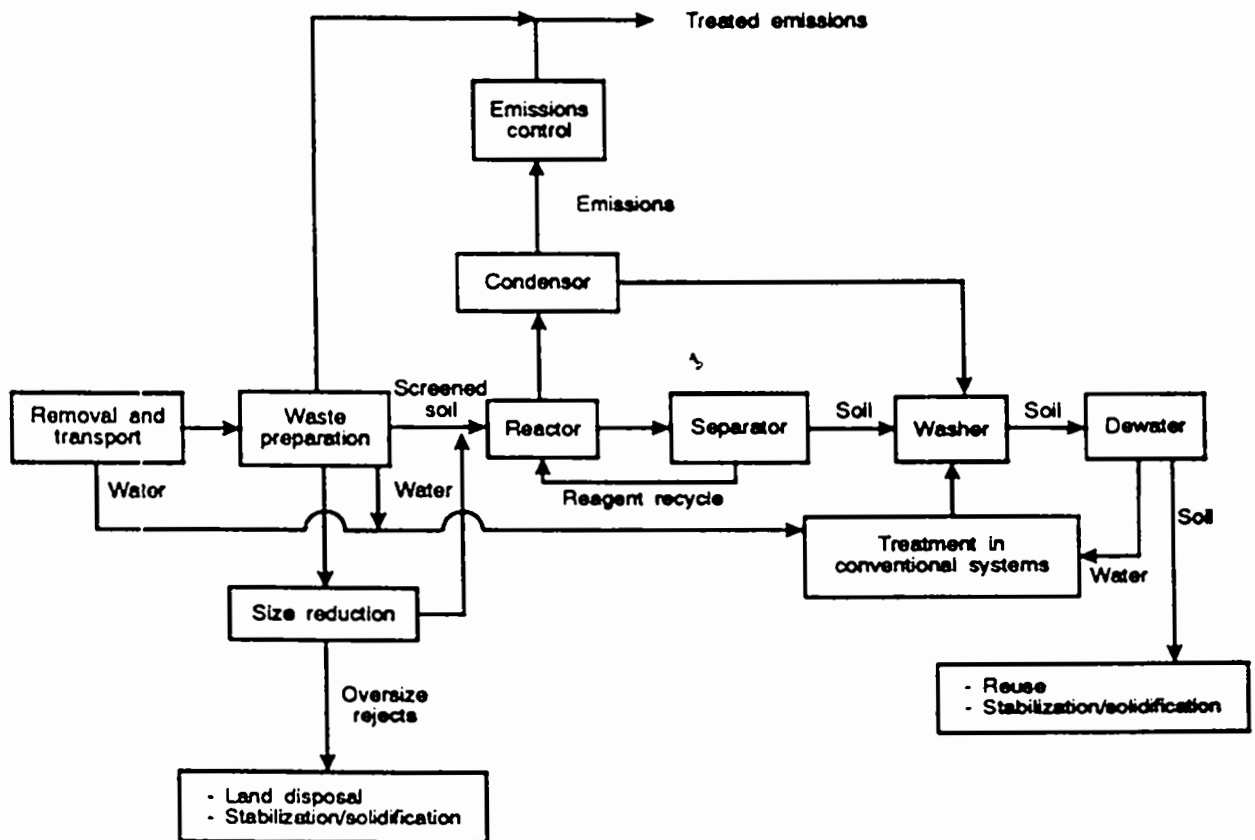 Treated emissions
Emissions
control
Emissions
Condensor
Removal and
transport
Waste
preparation
Screened
soil
Reactor
Separator
Soil
Washer
Soil
Dewater
Wator
Water
Reagent recycle
Treatment in
conventional systems
Water
Soil
Size reduction
Oversize
rejects
- Reuse
- Stabilization/solidification
- Land disposal
- Stabilization/solidification